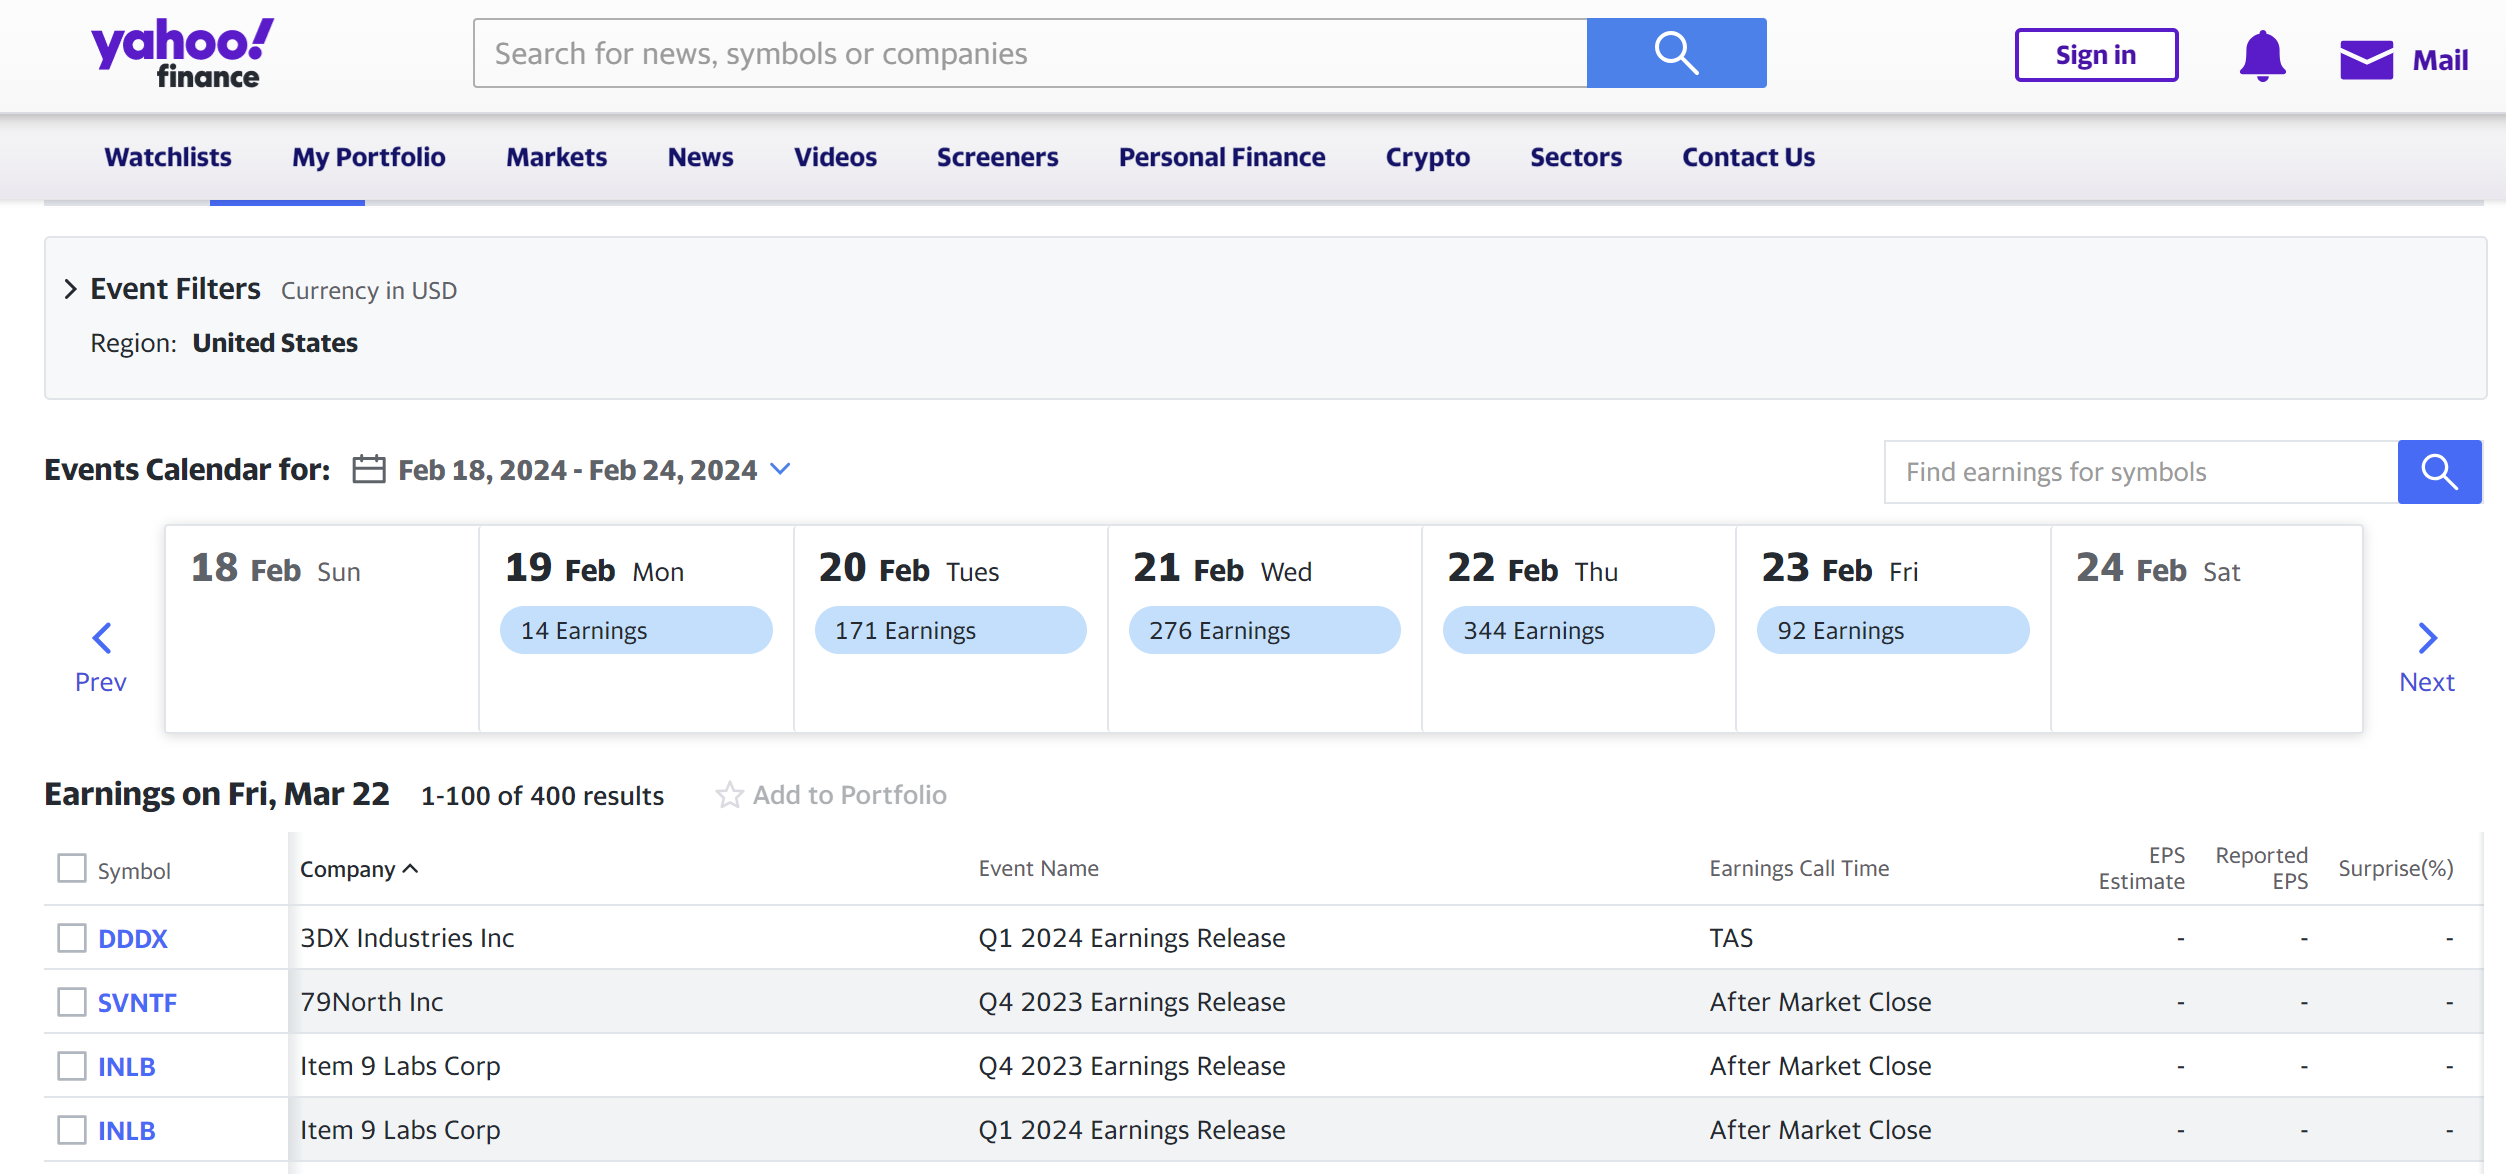 yahoo!
finance
Search for news, symbols or companies
Sign in
Mail
Watchlists My Portfolio Markets News Videos Screeners Personal Finance Crypto Sectors Contact Us
Event Filters Currency in USD
Region: United States
Events Calendar for: Feb 18, 2024 - Feb 24, 2024
Find earnings for symbols
18 Feb Sun 19 Feb Mon 20 Feb Tues 21 Feb Wed 22 Feb Thu 23 Feb Fri 24 Feb Sat
14 Earnings 171 Earnings 276 Earnings 344 Earnings 92 Earnings
Prev Next
Earnings on Fri, Mar 22 1-100 of 400 results Add to Portfolio
Symbol Company Event Name Earnings Call Time EPS Estimate Reported EPS Surprise(%)
DDDX 3DX Industries Inc Q1 2024 Earnings Release TAS - - -
SVNTF 79North Inc Q4 2023 Earnings Release After Market Close - - -
INLB Item 9 Labs Corp Q4 2023 Earnings Release After Market Close - - -
INLB Item 9 Labs Corp Q1 2024 Earnings Release After Market Close - - -